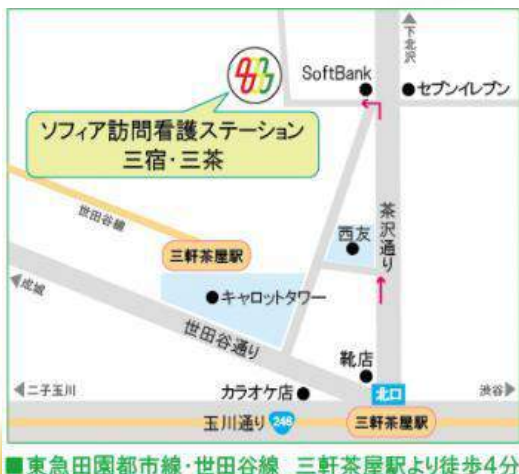 下北沢
SoftBank
セブンイレブン
ソフィア訪問看護ステーション
三宿・三茶
世田谷線
三軒茶屋駅
西友
茶沢通り
成城
キャロットタワー
世田谷通り
靴店
二子玉川
カラオケ店
北口
渋谷
玉川通り 246
三軒茶屋駅
■東急田園都市線・世田谷線 三軒茶屋駅より徒歩4分